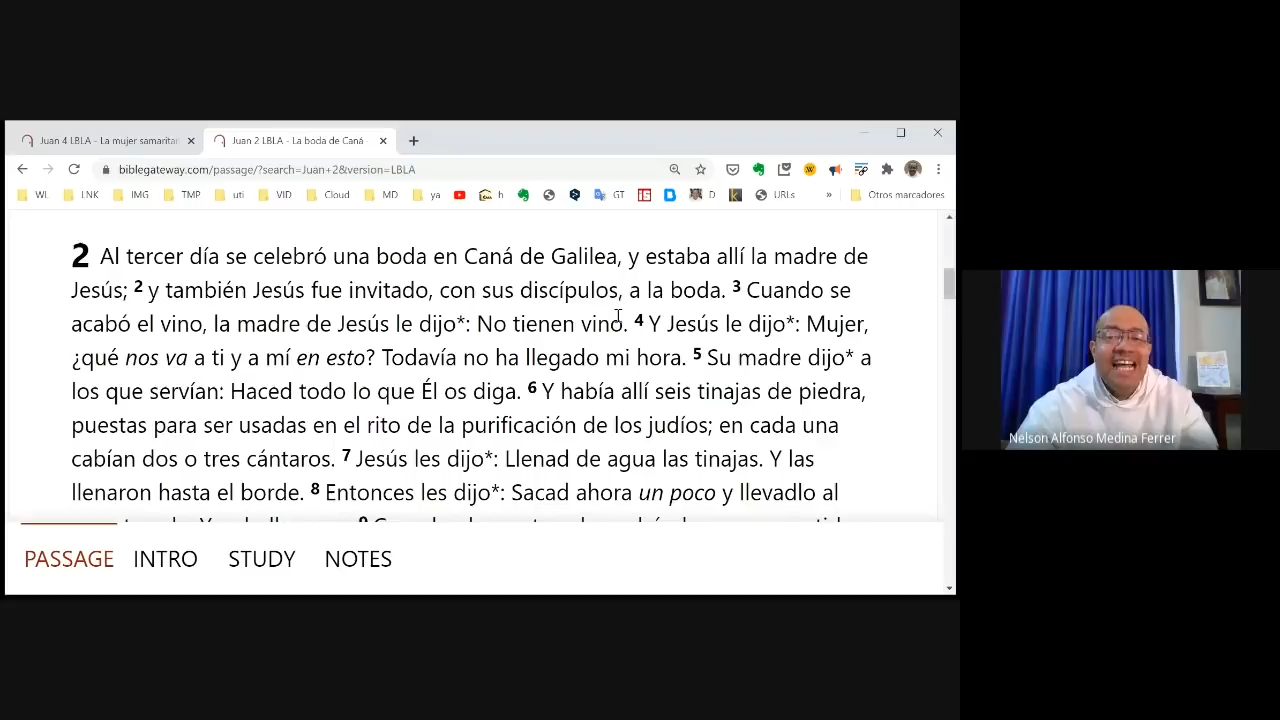 Juan 4 LBLA - La mujer samaritan
Juan 2 LBLA - La boda de Caná
biblegateway.com/passage/?search=Juan+2&version=LBLA
WL LNK IMG TMP uti VID Cloud MD ya h GT D URLs » Otros marcadores
2 Al tercer día se celebró una boda en Caná de Galilea, y estaba allí la madre de
Jesús; 2 y también Jesús fue invitado, con sus discípulos, a la boda. 3 Cuando se
acabó el vino, la madre de Jesús le dijo*: No tienen vino. 4 Y Jesús le dijo*: Mujer,
¿qué nos va a ti y a mí en esto? Todavía no ha llegado mi hora. 5 Su madre dijo* a
los que servían: Haced todo lo que Él os diga. 6 Y había allí seis tinajas de piedra,
puestas para ser usadas en el rito de la purificación de los judíos; en cada una
cabían dos o tres cántaros. 7 Jesús les dijo*: Llenad de agua las tinajas. Y las
llenaron hasta el borde. 8 Entonces les dijo*: Sacad ahora un poco y llevadlo al
PASSAGE INTRO STUDY NOTES
Nelson Alfonso Medina Ferrer